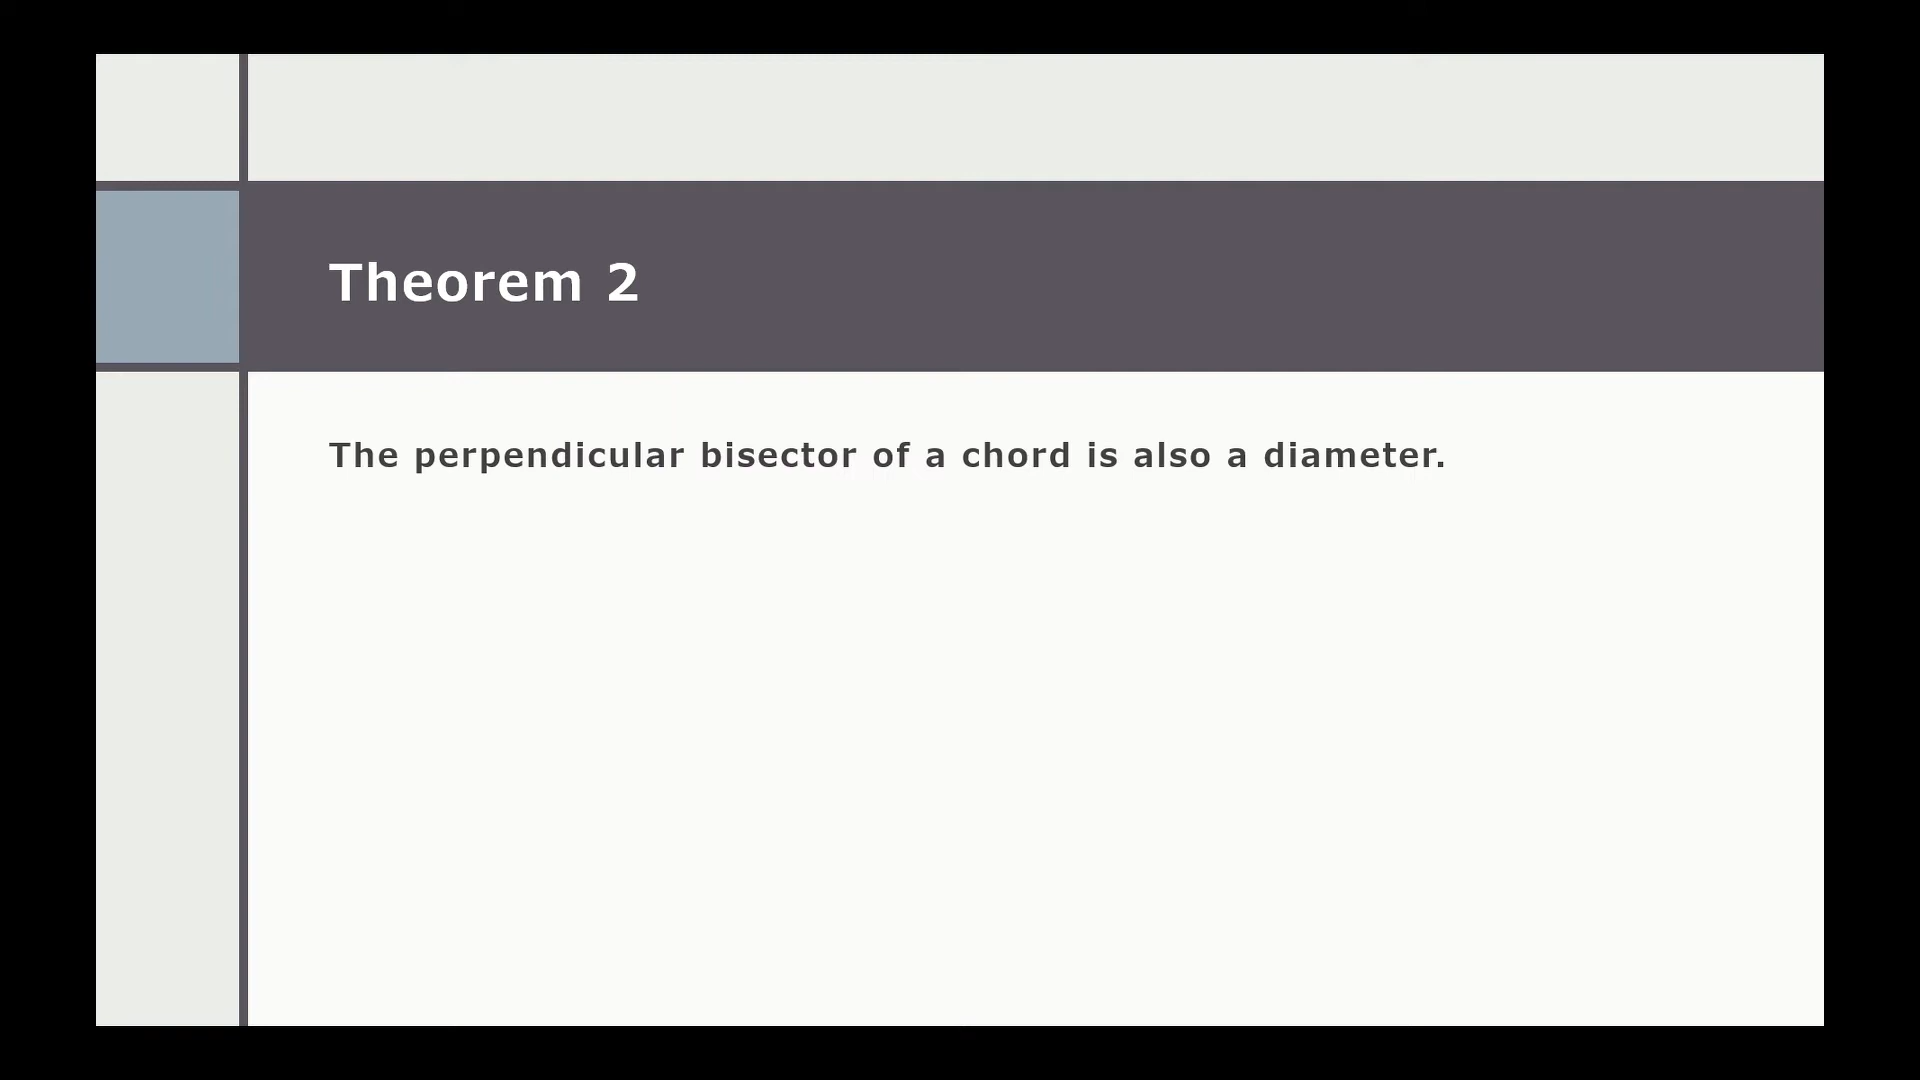 Theorem 2
The perpendicular bisector of a chord is also a diameter.